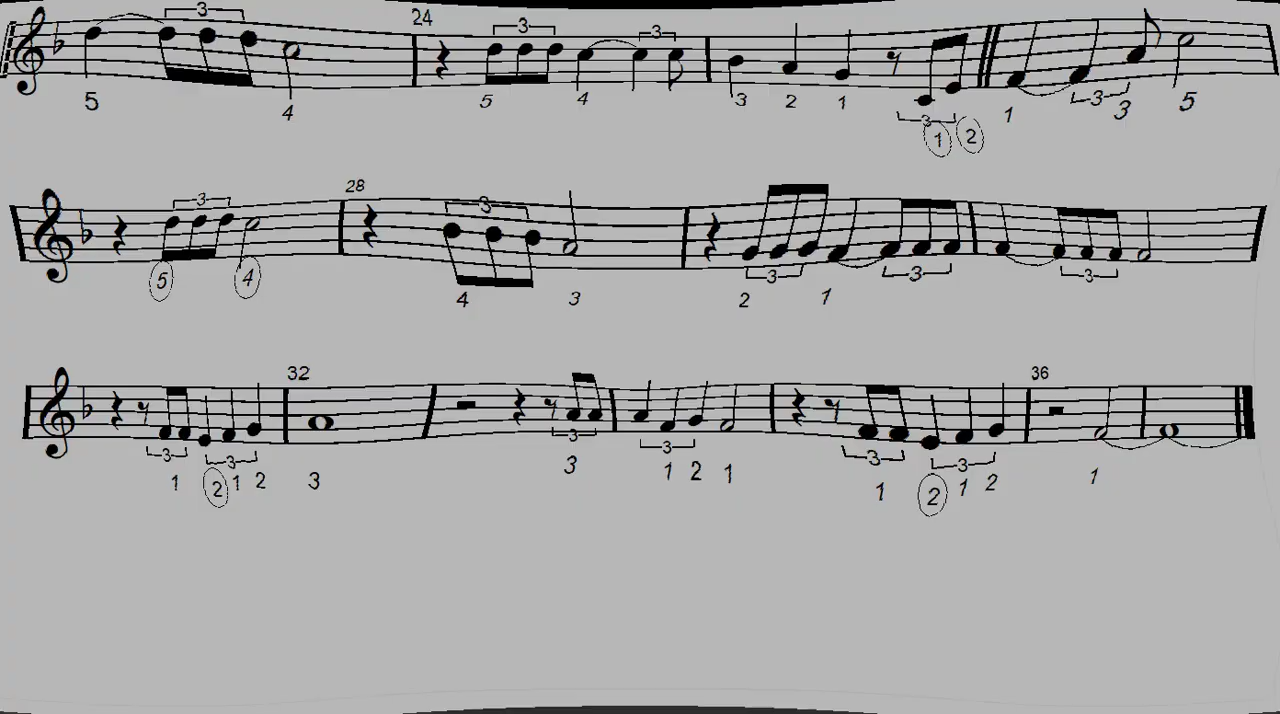 3 24 3 3
5 4 5 4 3 2 1 3 1 2 1 3 3 5
3 28 3
5 4 4 3 2 3 1 3 3
32 36
3 3 3 3 3 3
1 2 1 2 3 3 1 2 1 1 2 1 2 1